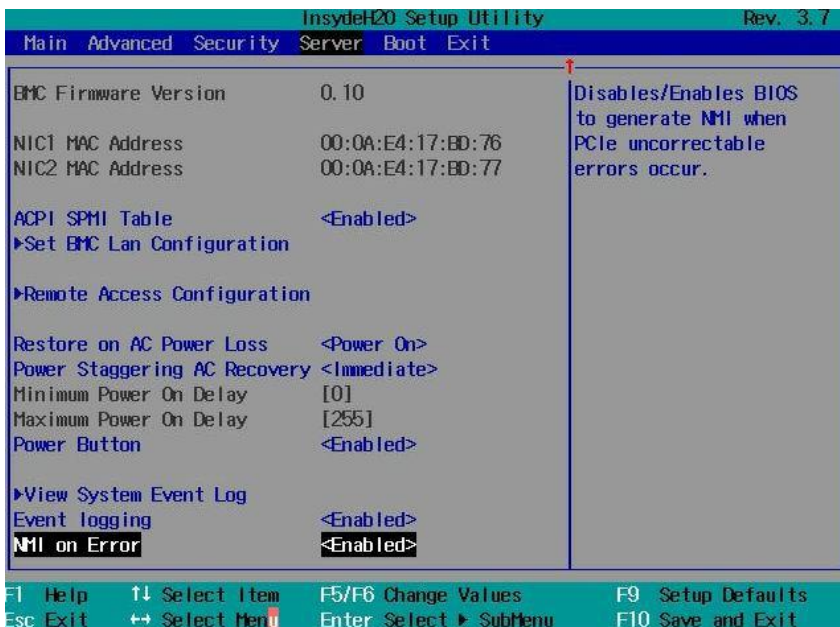 InsydeH20 Setup Utility Rev. 3.7
Main Advanced Security Server Boot Exit
BMC Firmware Version 0.10
NIC1 MAC Address 00:0A:E4:17:BD:76
NIC2 MAC Address 00:0A:E4:17:BD:77
ACPI SPMI Table <Enabled>
▶Set BMC Lan Configuration
▶Remote Access Configuration
Restore on AC Power Loss <Power On>
Power Staggering AC Recovery <Immediate>
Minimum Power On Delay [0]
Maximum Power On Delay [255]
Power Button <Enabled>
▶View System Event Log
Event logging <Enabled>
NMI on Error <Enabled>
Disables/Enables BIOS
to generate NMI when
PCIe uncorrectable
errors occur.
F1 Help ↑↓ Select Item F5/F6 Change Values F9 Setup Defaults
Esc Exit ↔ Select Menu Enter Select ▶ SubMenu F10 Save and Exit